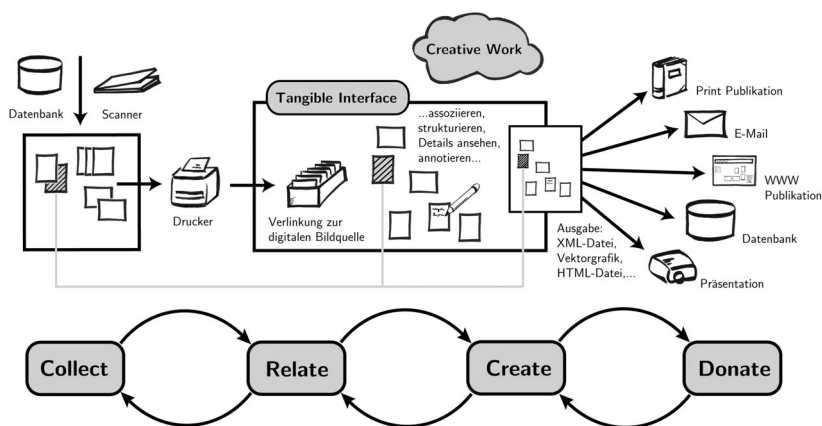 Creative Work
Datenbank
Scanner
Tangible Interface
...assoziieren,
strukturieren,
Details ansehen,
annotieren...
Drucker
Verlinkung zur
digitalen Bildquelle
Print Publikation
E-Mail
WWW
Publikation
Datenbank
Präsentation
Ausgabe:
XML-Datei,
Vektorgrafik,
HTML-Datei,...
Collect
Relate
Create
Donate